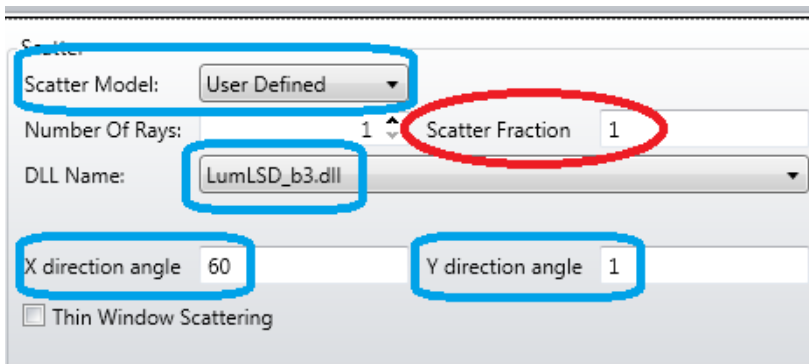 Scatter
Scatter Model: User Defined
Number Of Rays: 1 Scatter Fraction 1
DLL Name: LumLSD_b3.dll
X direction angle 60 Y direction angle 1
Thin Window Scattering